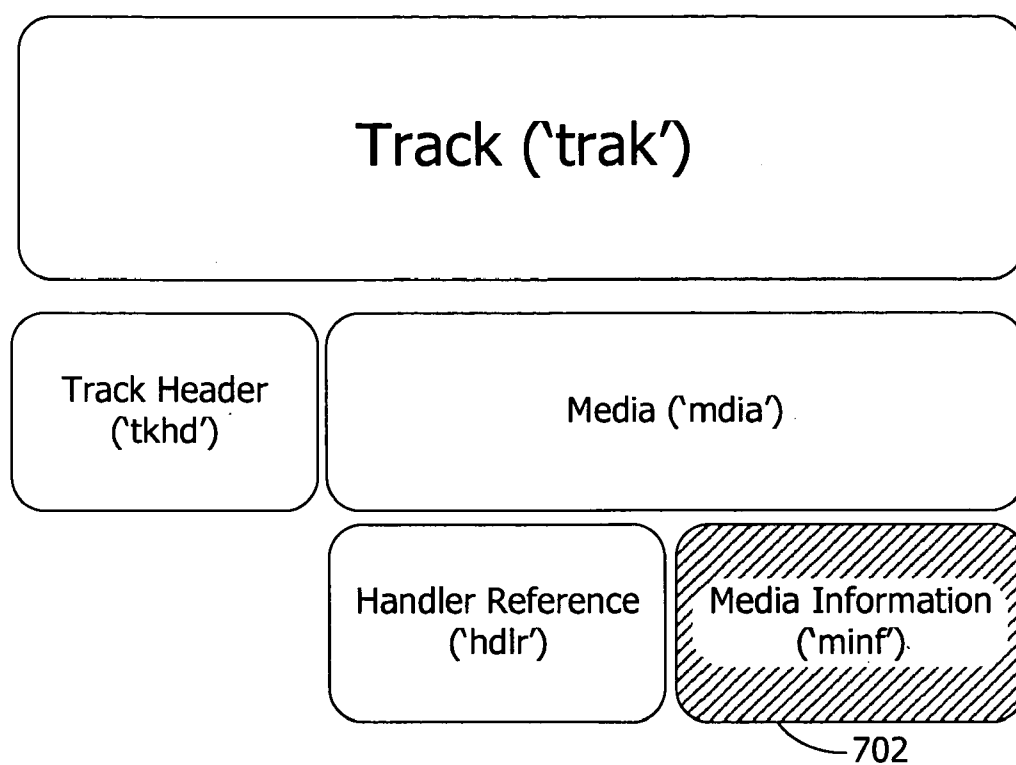 Track (‘trak’)
Track Header
(‘tkhd’)
Media (‘mdia’)
Handler Reference
(‘hdlr’)
Media Information
(‘minf’)
702